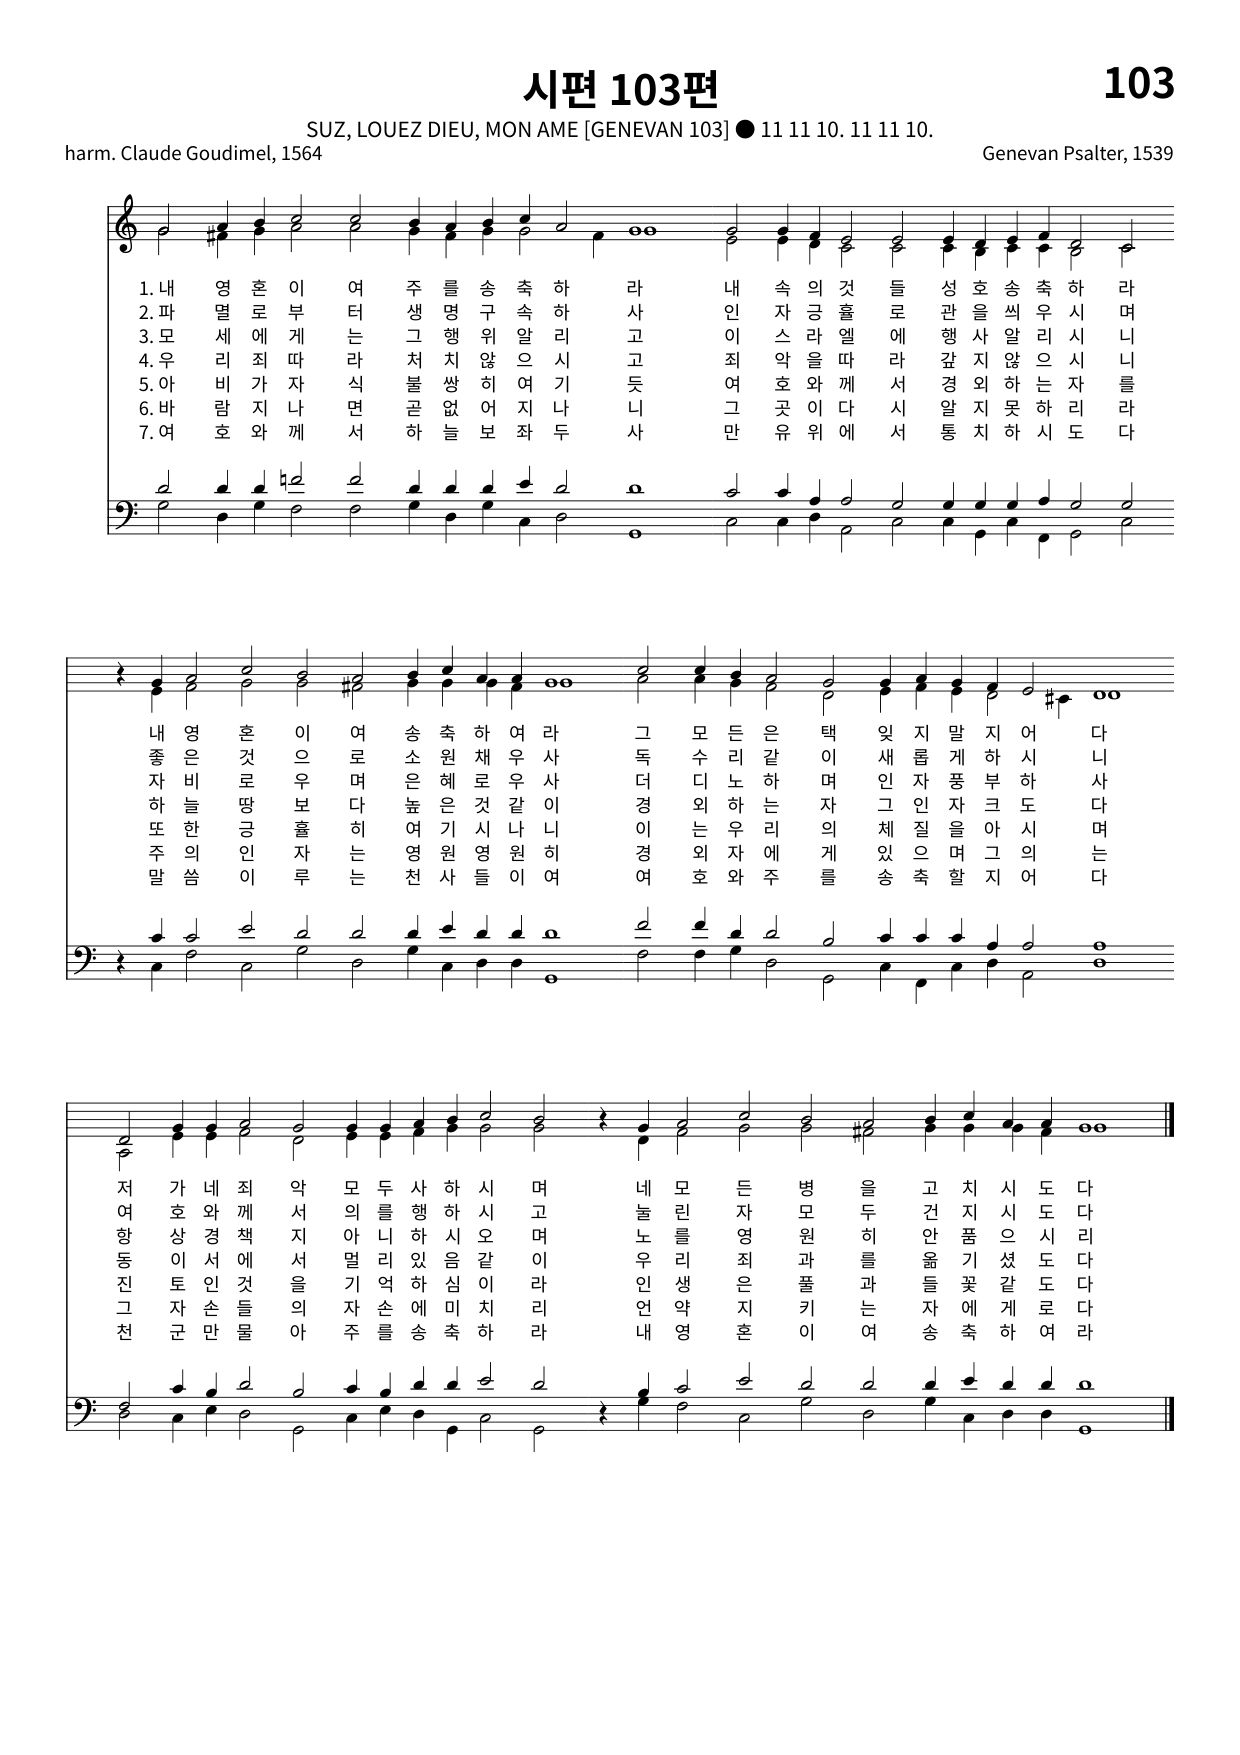 시편 103편
103
SUZ, LOUEZ DIEU, MON AME [GENEVAN 103] ● 11 11 10. 11 11 10.
harm. Claude Goudimel, 1564
Genevan Psalter, 1539
1. 내 영 혼 이 여 주 를 송 축 하 라 내 속 의 것 들 성 호 송 축 하 라
2. 파 멸 로 부 터 생 명 구 속 하 사 인 자 긍 휼 로 관 을 씌 우 시 며
3. 모 세 에 게 는 그 행 위 알 리 고 이 스 라 엘 에 행 사 알 리 시 니
4. 우 리 죄 따 라 처 치 않 으 시 고 죄 악 을 따 라 갚 지 않 으 시 니
5. 아 비 가 자 식 불 쌍 히 여 기 듯 여 호 와 께 서 경 외 하 는 자 를
6. 바 람 지 나 면 곧 없 어 지 나 니 그 곳 이 다 시 알 지 못 하 리 라
7. 여 호 와 께 서 하 늘 보 좌 두 사 만 유 위 에 서 통 치 하 시 도 다
내 영 혼 이 여 송 축 하 여 라 그 모 든 은 택 잊 지 말 지 어 다
좋 은 것 으 로 소 원 채 우 사 독 수 리 같 이 새 롭 게 하 시 니
자 비 로 우 며 은 혜 로 우 사 더 디 노 하 며 인 자 풍 부 하 사
하 늘 땅 보 다 높 은 것 같 이 경 외 하 는 자 그 인 자 크 도 다
또 한 긍 휼 히 여 기 시 나 니 이 는 우 리 의 체 질 을 아 시 며
주 의 인 자 는 영 원 영 원 히 경 외 자 에 게 있 으 며 그 의 는
말 씀 이 루 는 천 사 들 이 여 여 호 와 주 를 송 축 할 지 어 다
저 가 네 죄 악 모 두 사 하 시 며 네 모 든 병 을 고 치 시 도 다
여 호 와 께 서 의 를 행 하 시 고 눌 린 자 모 두 건 지 시 도 다
항 상 경 책 지 아 니 하 시 오 며 노 를 영 원 히 안 품 으 시 리
동 이 서 에 서 멀 리 있 음 같 이 우 리 죄 과 를 옮 기 셨 도 다
진 토 인 것 을 기 억 하 심 이 라 인 생 은 풀 과 들 꽃 같 도 다
그 자 손 들 의 자 손 에 미 치 리 언 약 지 키 는 자 에 게 로 다
천 군 만 물 아 주 를 송 축 하 라 내 영 혼 이 여 송 축 하 여 라